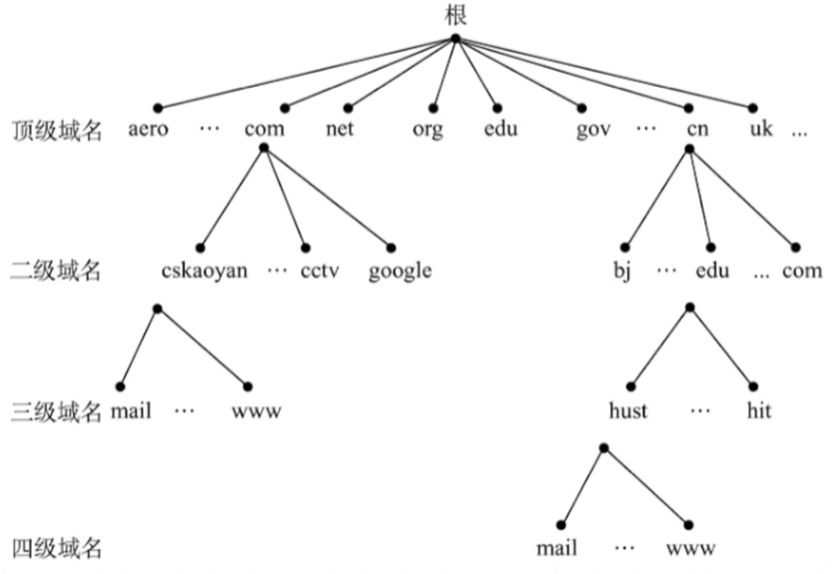 根
顶级域名 aero … com net org edu gov … cn uk ...
二级域名 cskaoyan … cctv google bj … edu ... com
三级域名 mail … www hust … hit
四级域名 mail … www